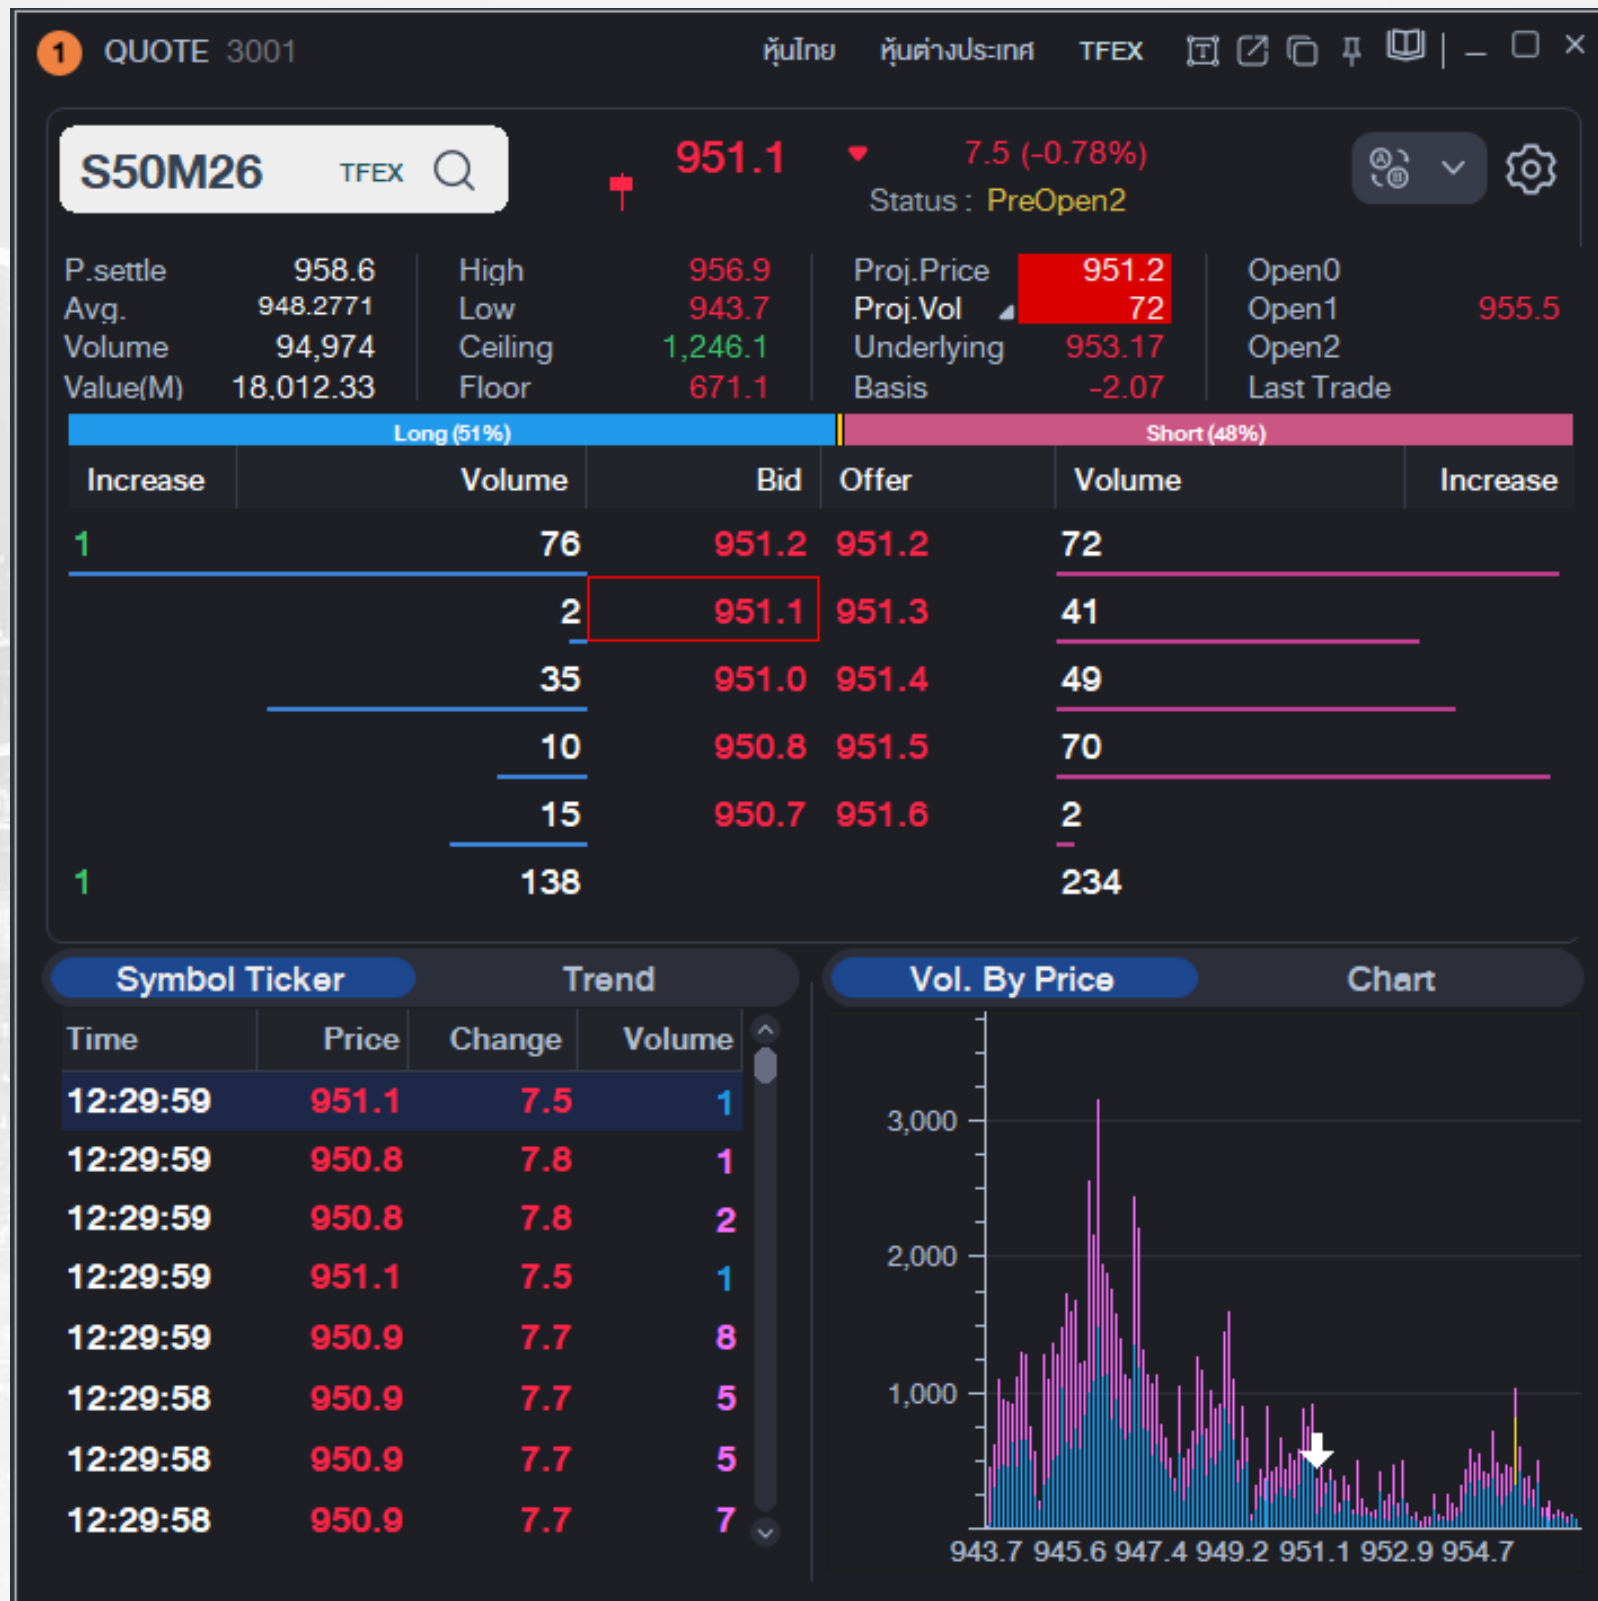 1 QUOTE 3001 หุ้นไทย หุ้นต่างประเทศ TFEX
S50M26 TFEX 951.1 7.5 (-0.78%)
Status : PreOpen2
P.settle 958.6 High 956.9 Proj.Price 951.2 Open0
Avg. 948.2771 Low 943.7 Proj.Vol 72 Open1 955.5
Volume 94,974 Ceiling 1,246.1 Underlying 953.17 Open2
Value(M) 18,012.33 Floor 671.1 Basis -2.07 Last Trade
Long (51%) Short (48%)
Increase Volume Bid Offer Volume Increase
1 76 951.2 951.2 72
2 951.1 951.3 41
35 951.0 951.4 49
10 950.8 951.5 70
15 950.7 951.6 2
1 138 234
Symbol Ticker Trend Vol. By Price Chart
Time Price Change Volume
12:29:59 951.1 7.5 1
12:29:59 950.8 7.8 1
12:29:59 950.8 7.8 2
12:29:59 951.1 7.5 1
12:29:59 950.9 7.7 8
12:29:58 950.9 7.7 5
12:29:58 950.9 7.7 5
12:29:58 950.9 7.7 7
3,000
2,000
1,000
943.7 945.6 947.4 949.2 951.1 952.9 954.7